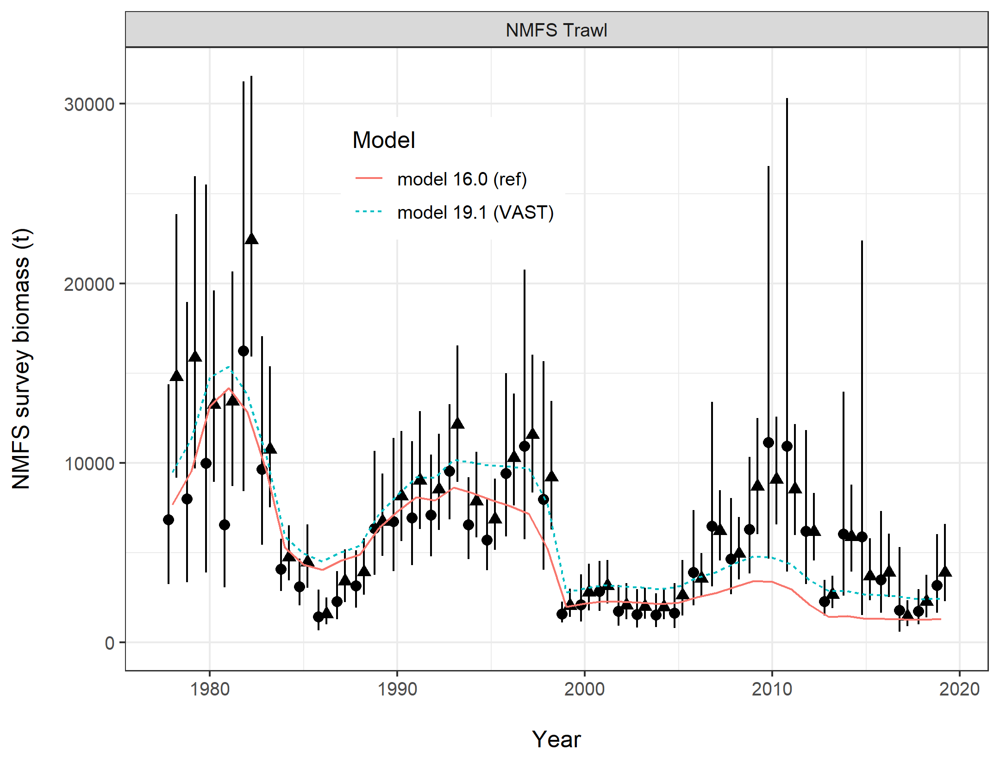 NMFS Trawl
NMFS survey biomass (t)
30000
20000
10000
0
Model
model 16.0 (ref)
model 19.1 (VAST)
1980
1990
2000
2010
2020
Year